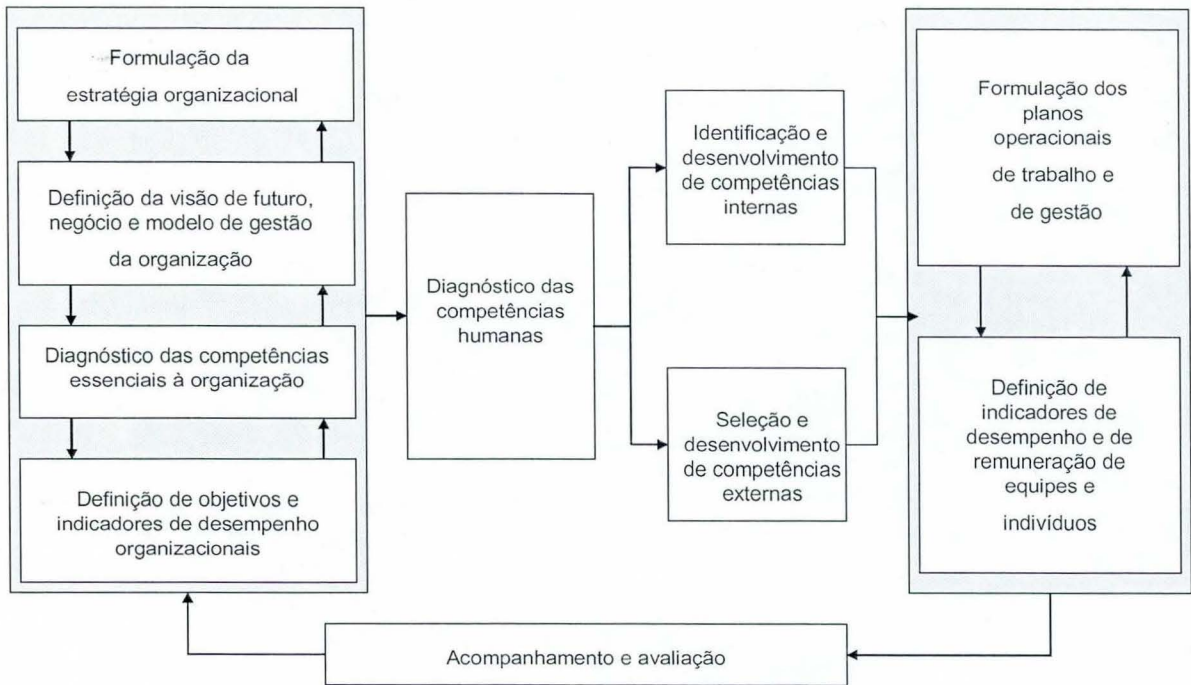 Formulação da
estratégia organizacional
Definição da visão de futuro,
negócio e modelo de gestão
da organização
Diagnóstico das competências
essenciais à organização
Definição de objetivos e
indicadores de desempenho
organizacionais
Diagnóstico das
competências
humanas
Identificação e
desenvolvimento
de competências
internas
Seleção e
desenvolvimento
de competências
externas
Formulação dos
planos
operacionais
de trabalho e
de gestão
Definição de
indicadores de
desempenho e de
remuneração de
equipes e
indivíduos
Acompanhamento e avaliação